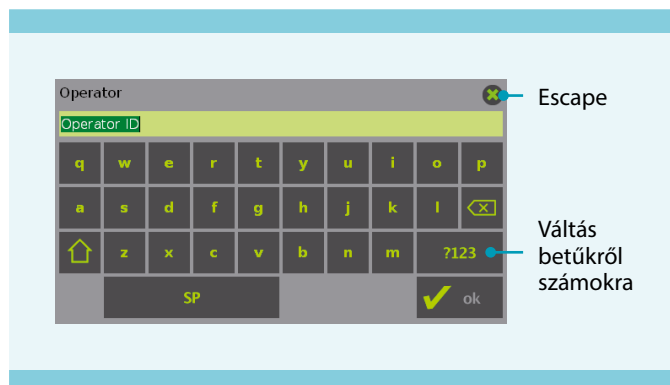 Operator
Escape
Operator ID
q w e r t y u i o p
a s d f g h j k l
z x c v b n m ?123
Váltás
betűkről
számokra
SP ok